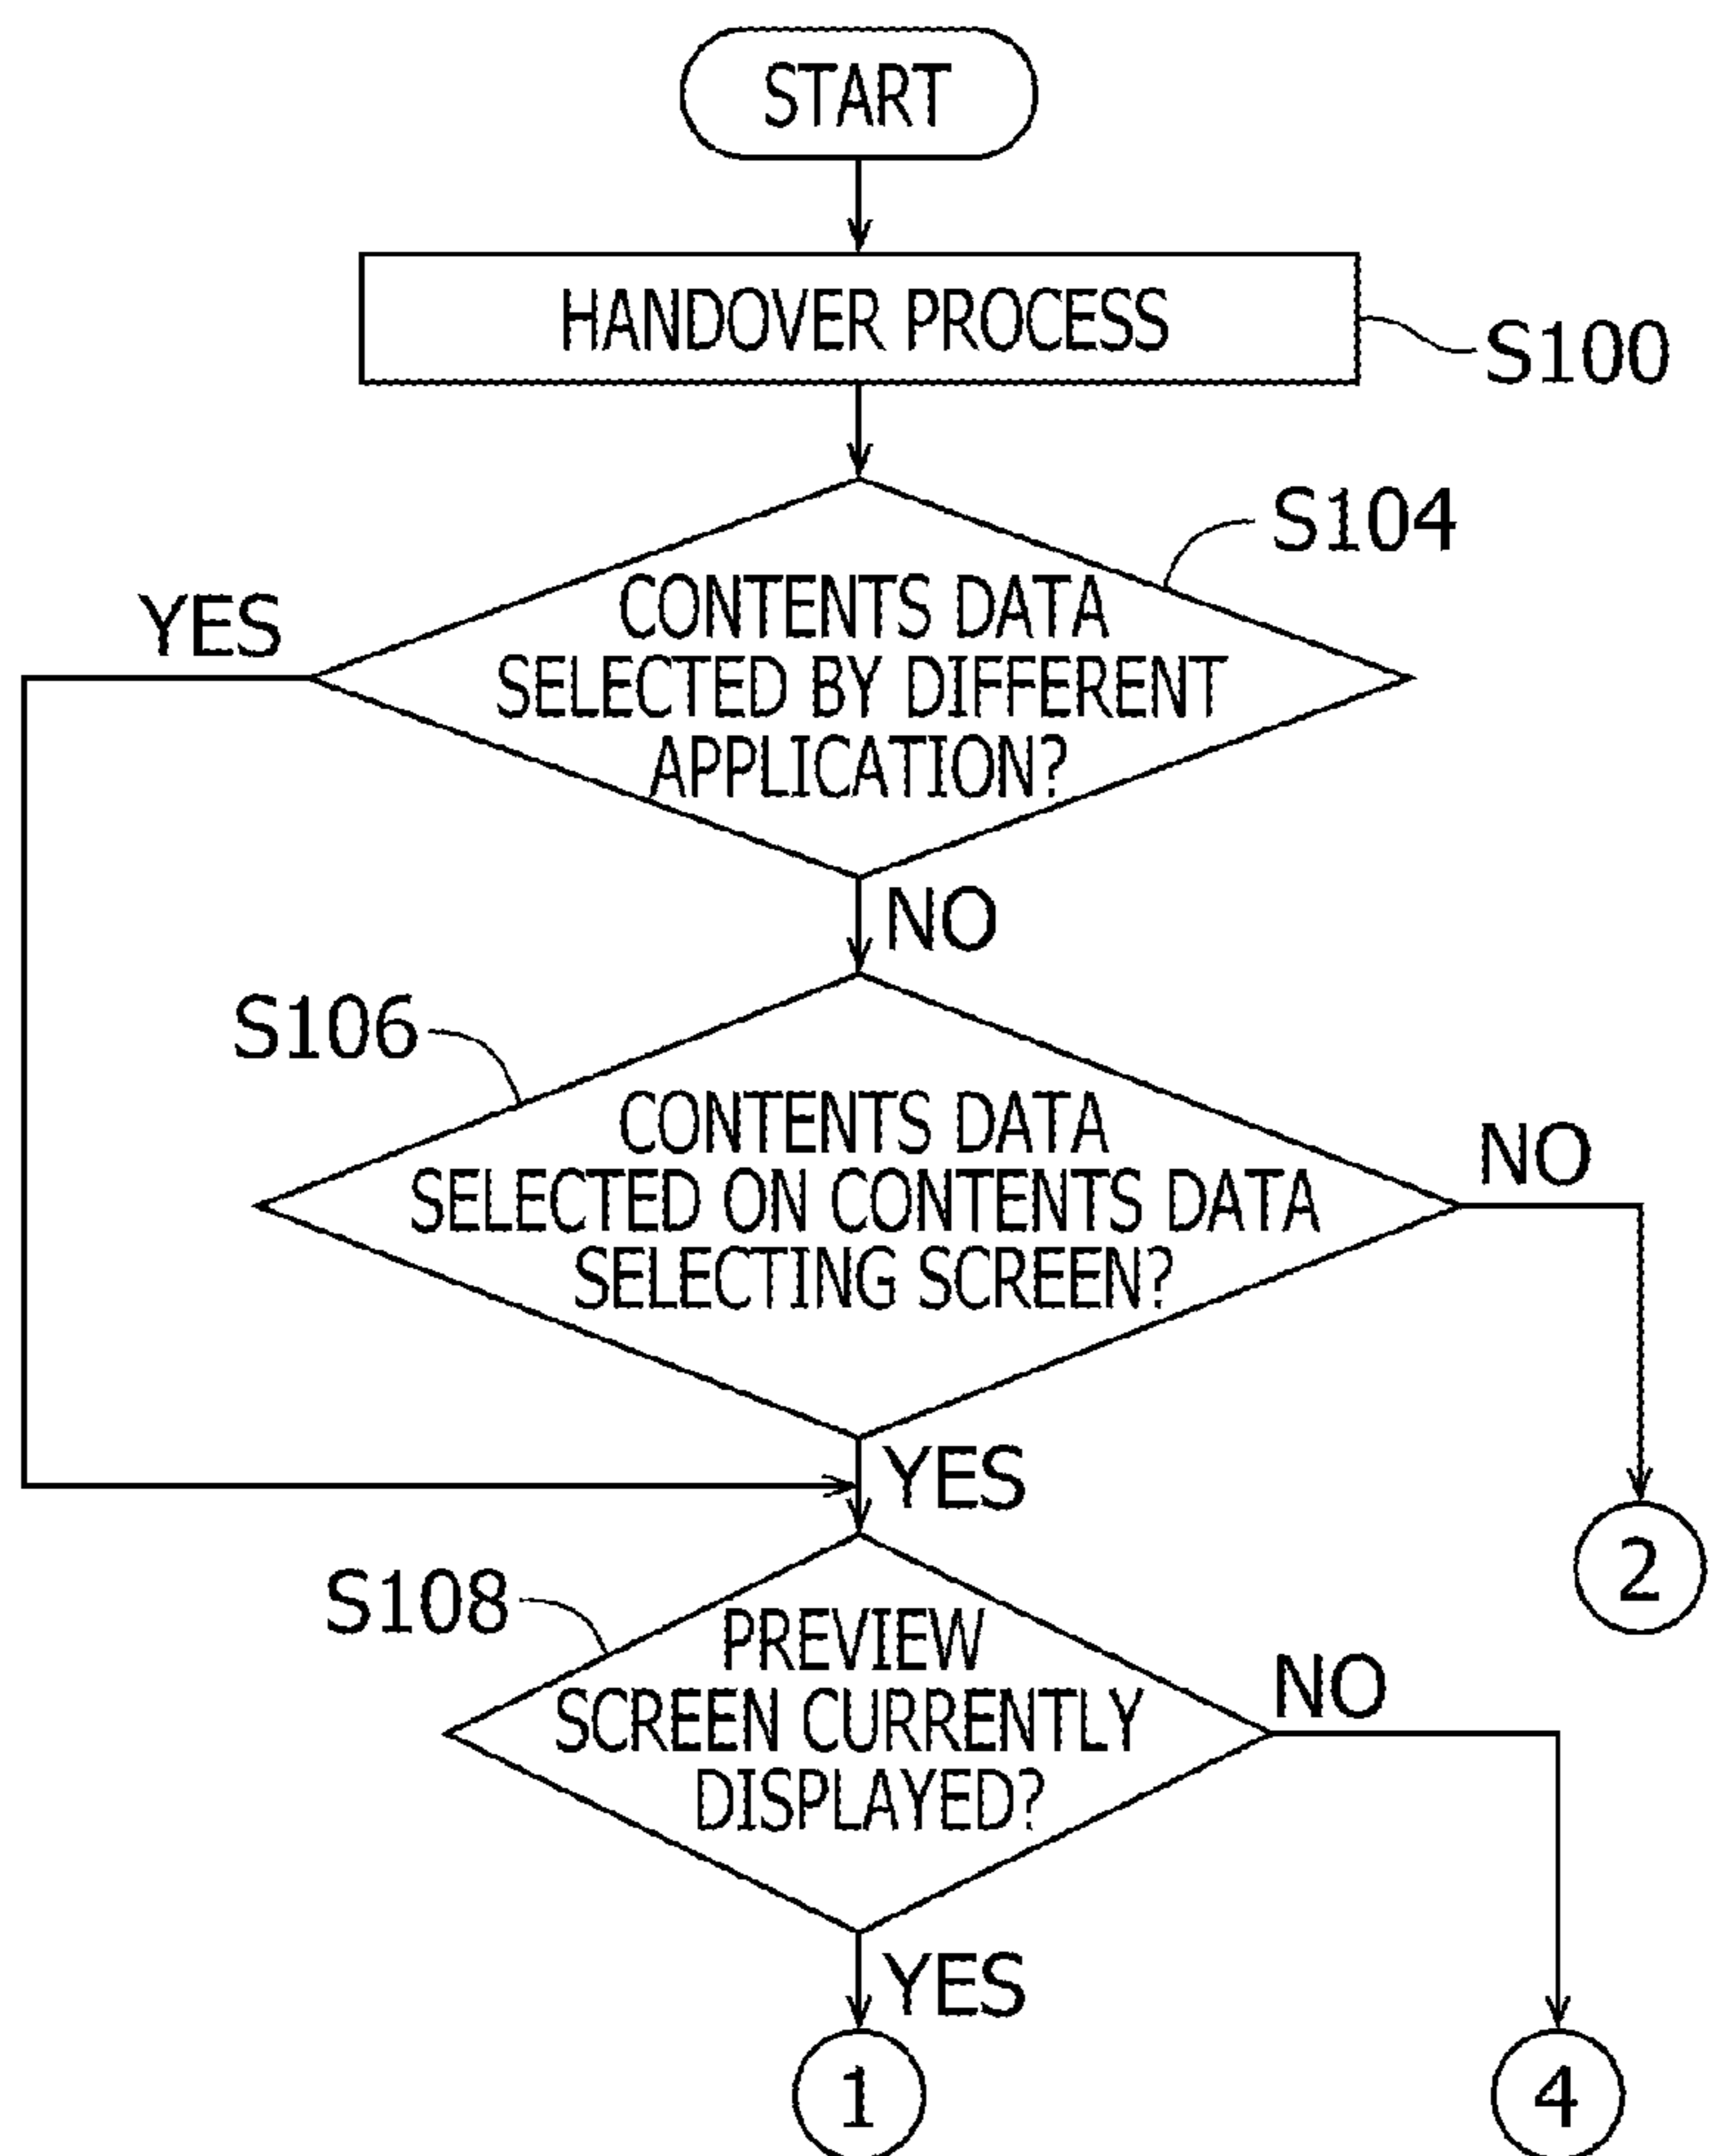 START
HANDOVER PROCESS
S100
S104
CONTENTS DATA
SELECTED BY DIFFERENT
APPLICATION?
YES
NO
S106
CONTENTS DATA
SELECTED ON CONTENTS DATA
SELECTING SCREEN?
NO
YES
2
S108
PREVIEW
SCREEN CURRENTLY
DISPLAYED?
NO
YES
1
4